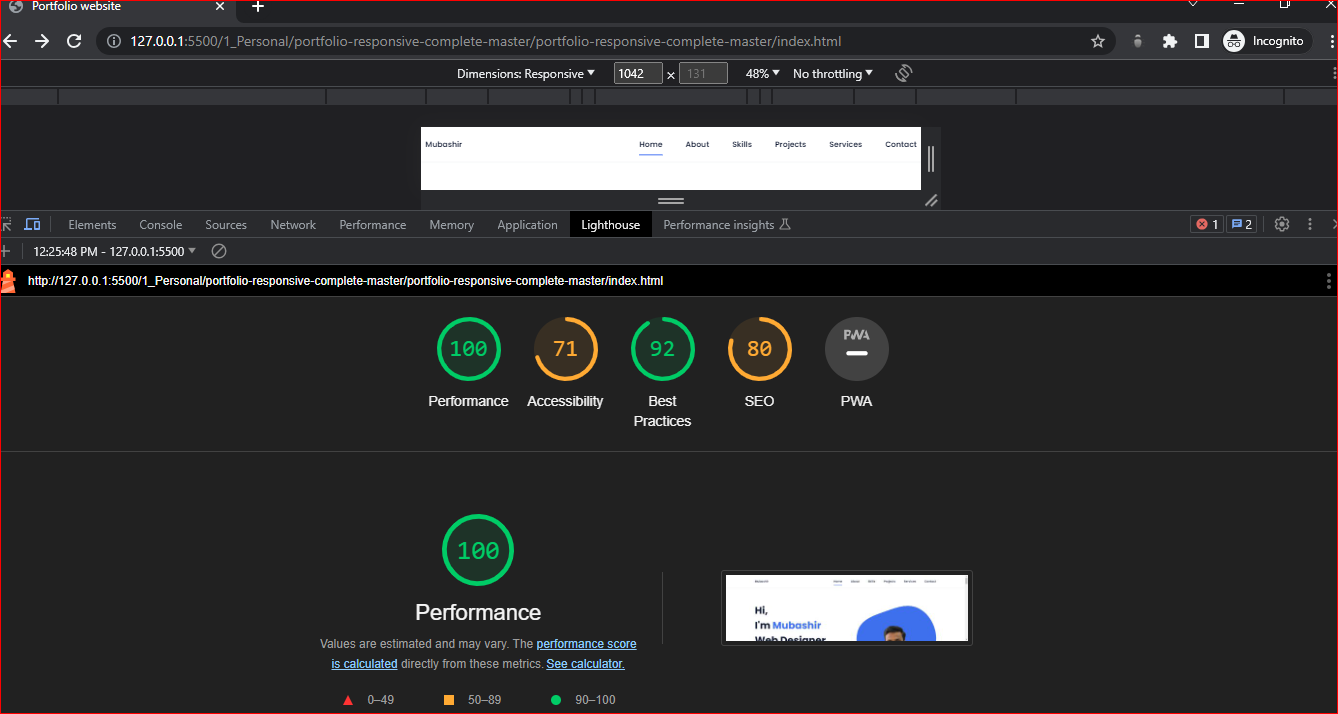 Portfolio website
127.0.0.1:5500/1_Personal/portfolio-responsive-complete-master/portfolio-responsive-complete-master/index.html
Incognito
Dimensions: Responsive 1042 × 131 48% No throttling
Mubashir Home About Skills Projects Services Contact
Elements Console Sources Network Performance Memory Application Lighthouse Performance insights 1 2
12:25:48 PM - 127.0.0.1:5500
http://127.0.0.1:5500/1_Personal/portfolio-responsive-complete-master/portfolio-responsive-complete-master/index.html
100 71 92 80 PWA
Performance Accessibility Best Practices SEO PWA
100
Performance
Values are estimated and may vary. The performance score
is calculated directly from these metrics. See calculator.
0–49 50–89 90–100
Mubashir Home About Skills Projects Services Contact
Hi,
I'm Mubashir
Web Designer